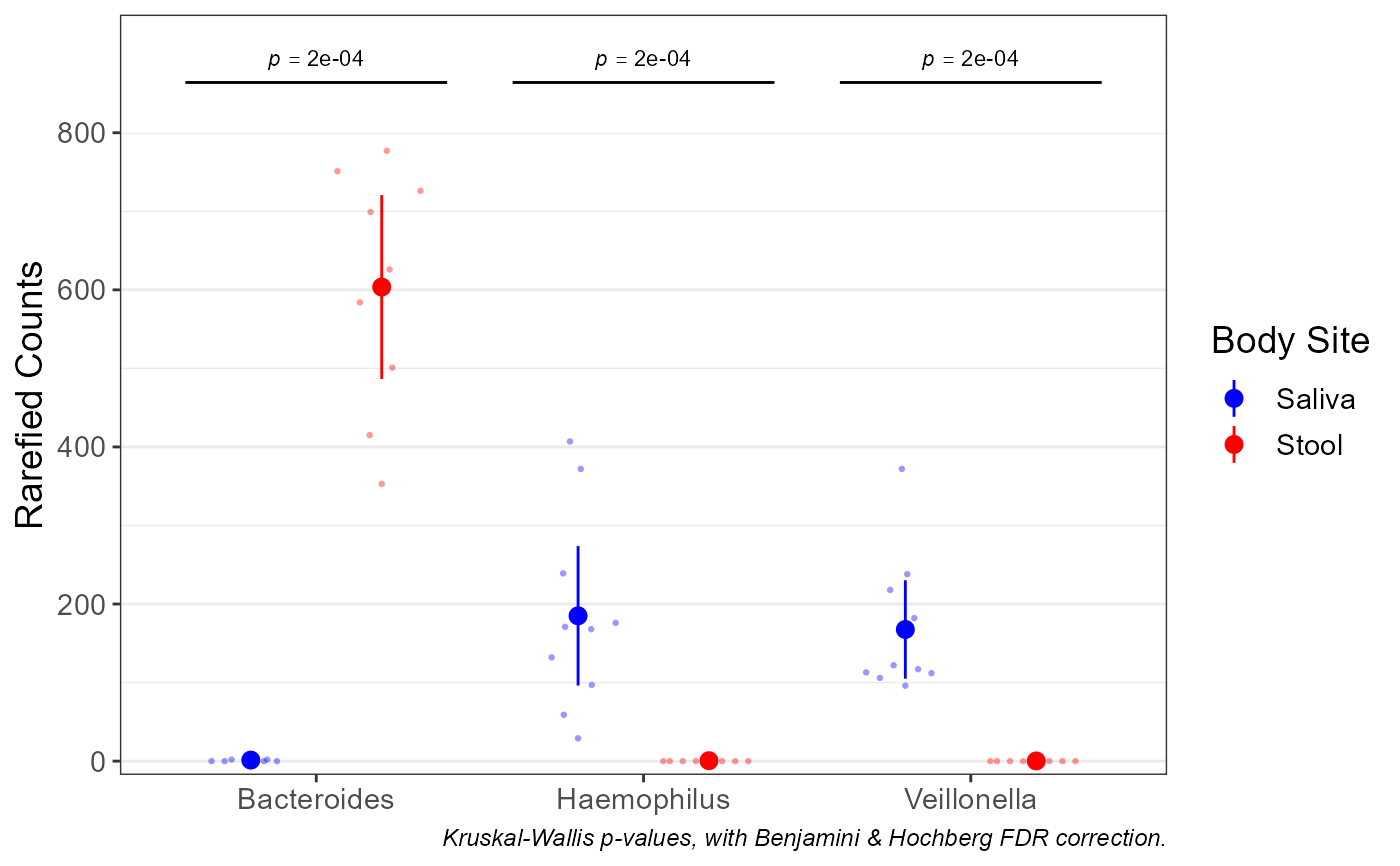 p = 2e-04
p = 2e-04
p = 2e-04
Rarefied Counts
800
600
400
200
0
Bacteroides
Haemophilus
Veillonella
Body Site
Saliva
Stool
Kruskal-Wallis p-values, with Benjamini & Hochberg FDR correction.